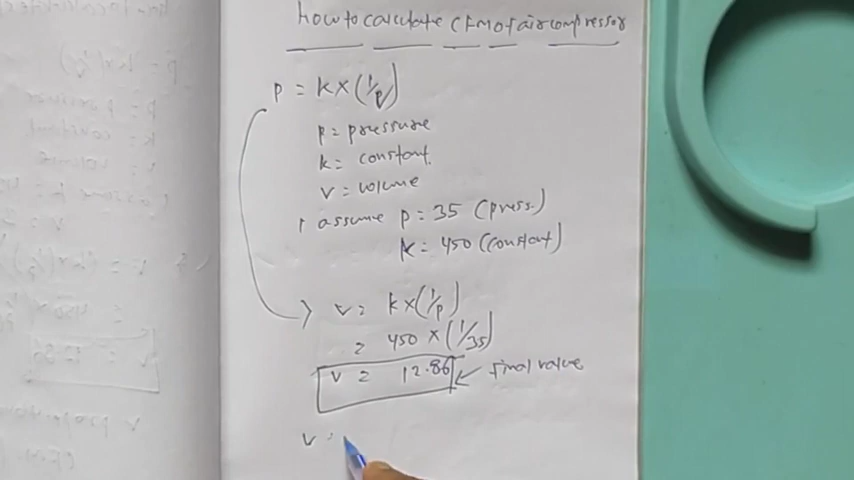 how to calculate CFM of air compressor
P = K × (1/V)
P = pressure
K = constant.
V = volume
assume P = 35 (press.)
K = 450 (constant)
V = K × (1/P)
= 450 × (1/35)
V = 12.86 ← final value
V =